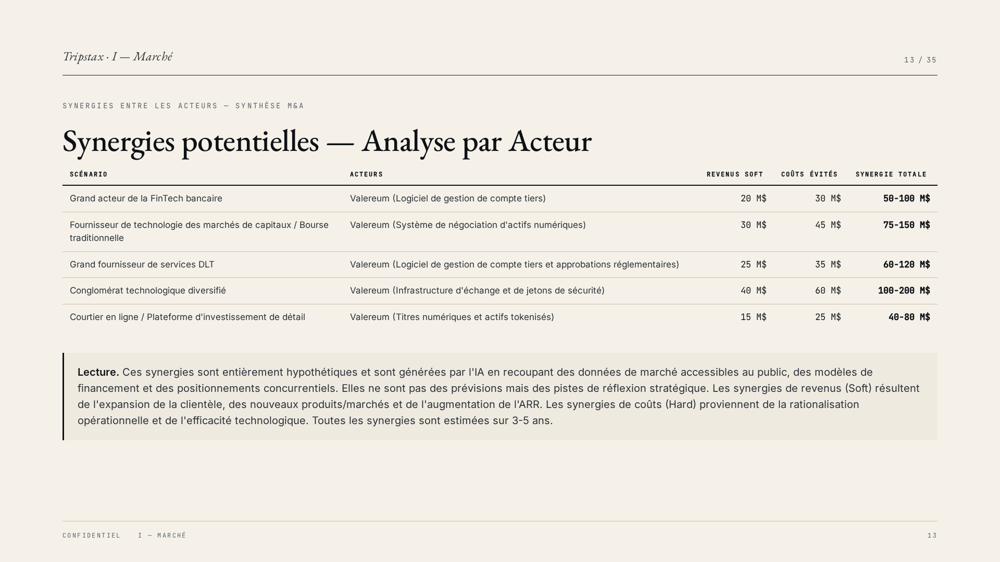 Tripstax · I — Marché
13 / 35
SYNERGIES ENTRE LES ACTEURS — SYNTHÈSE M&A
Synergies potentielles — Analyse par Acteur
SCÉNARIO ACTEURS REVENUS SOFT COÛTS ÉVITÉS SYNERGIE TOTALE
Grand acteur de la FinTech bancaire Valereum (Logiciel de gestion de compte tiers) 20 M$ 30 M$ 50-100 M$
Fournisseur de technologie des marchés de capitaux / Bourse Valereum (Système de négociation d'actifs numériques) 30 M$ 45 M$ 75-150 M$
traditionnelle
Grand fournisseur de services DLT Valereum (Logiciel de gestion de compte tiers et approbations réglementaires) 25 M$ 35 M$ 60-120 M$
Conglomérat technologique diversifié Valereum (Infrastructure d'échange et de jetons de sécurité) 40 M$ 60 M$ 100-200 M$
Courtier en ligne / Plateforme d'investissement de détail Valereum (Titres numériques et actifs tokenisés) 15 M$ 25 M$ 40-80 M$
Lecture. Ces synergies sont entièrement hypothétiques et sont générées par l'IA en recoupant des données de marché accessibles au public, des modèles de
financement et des positionnements concurrentiels. Elles ne sont pas des prévisions mais des pistes de réflexion stratégique. Les synergies de revenus (Soft) résultent
de l'expansion de la clientèle, des nouveaux produits/marchés et de l'augmentation de l'ARR. Les synergies de coûts (Hard) proviennent de la rationalisation
opérationnelle et de l'efficacité technologique. Toutes les synergies sont estimées sur 3-5 ans.
CONFIDENTIEL I — MARCHÉ
13